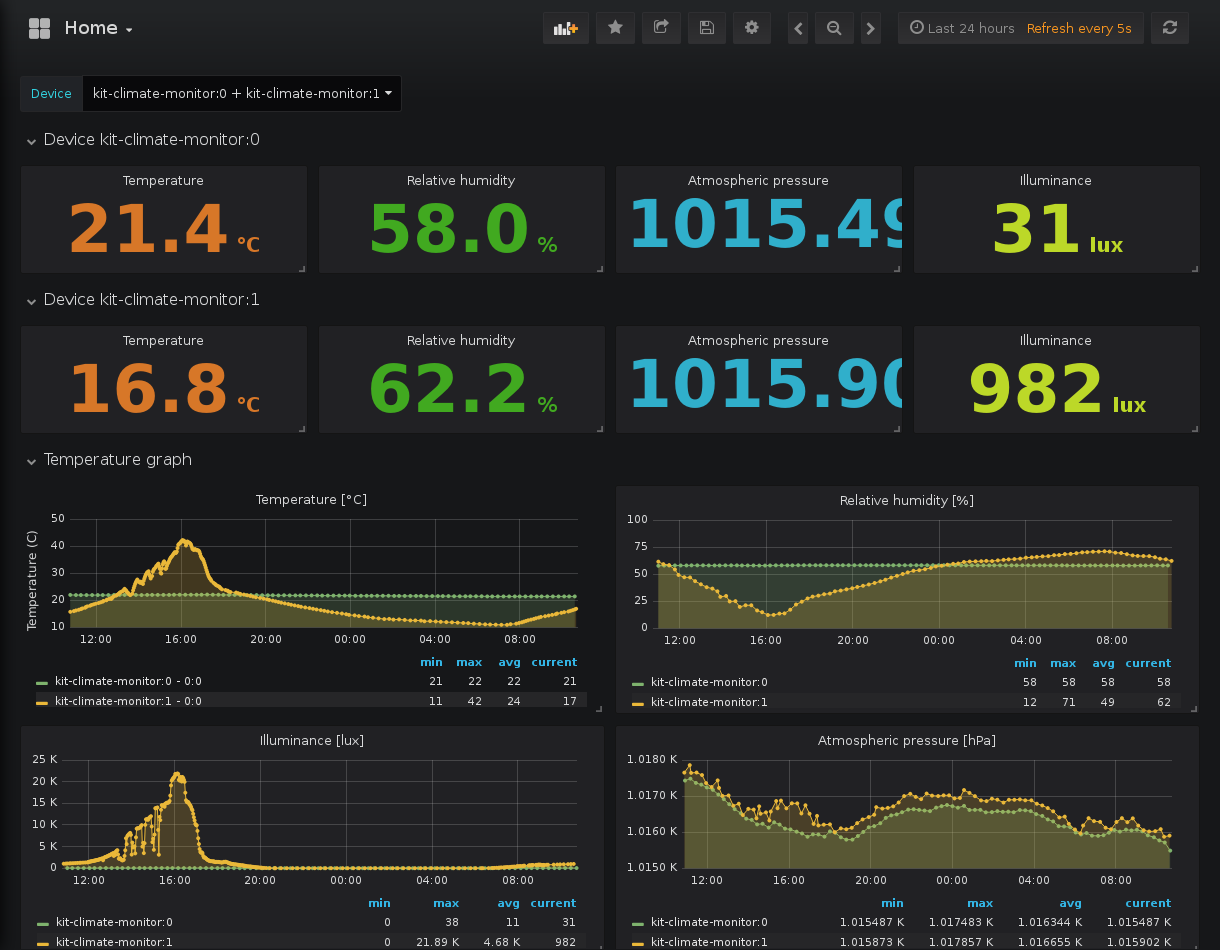 Home
Last 24 hours Refresh every 5s
Device kit-climate-monitor:0 + kit-climate-monitor:1
Device kit-climate-monitor:0
Temperature Relative humidity Atmospheric pressure Illuminance
21.4 °C 58.0 % 1015.49 31 lux
Device kit-climate-monitor:1
Temperature Relative humidity Atmospheric pressure Illuminance
16.8 °C 62.2 % 1015.90 982 lux
Temperature graph
Temperature [°C]
Temperature (C)
50
40
30
20
10
12:00 16:00 20:00 00:00 04:00 08:00
min max avg current
kit-climate-monitor:0 - 0:0 21 22 22 21
kit-climate-monitor:1 - 0:0 11 42 24 17
Relative humidity [%]
100
75
50
25
0
12:00 16:00 20:00 00:00 04:00 08:00
min max avg current
kit-climate-monitor:0 58 58 58 58
kit-climate-monitor:1 12 71 49 62
Illuminance [lux]
25 K
20 K
15 K
10 K
5 K
0
12:00 16:00 20:00 00:00 04:00 08:00
min max avg current
kit-climate-monitor:0 0 38 11 31
kit-climate-monitor:1 0 21.89 K 4.68 K 982
Atmospheric pressure [hPa]
1.0180 K
1.0170 K
1.0160 K
1.0150 K
12:00 16:00 20:00 00:00 04:00 08:00
min max avg current
kit-climate-monitor:0 1.015487 K 1.017483 K 1.016344 K 1.015487 K
kit-climate-monitor:1 1.015873 K 1.017857 K 1.016655 K 1.015902 K